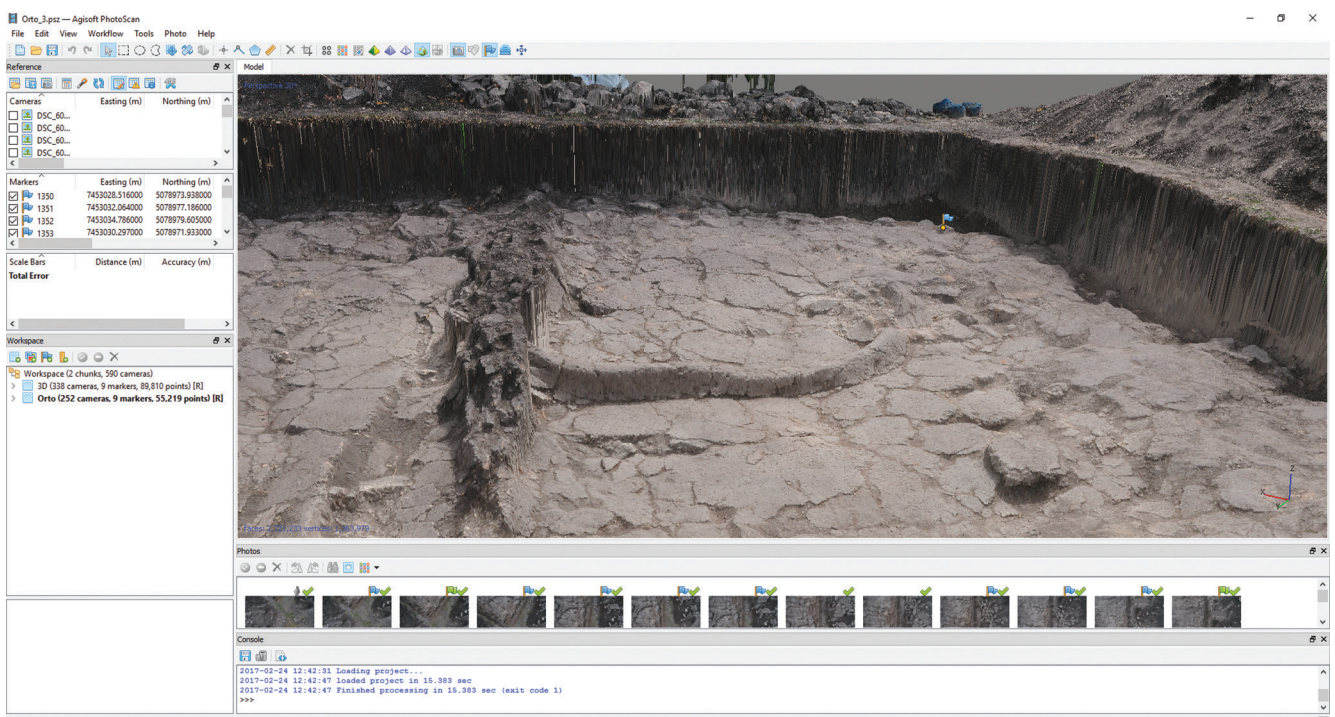 Orto_3.psz — Agisoft PhotoScan
File Edit View Workflow Tools Photo Help
Reference
Model
Cameras Easting (m) Northing (m)
DSC_60...
DSC_60...
DSC_60...
DSC_60...
Markers Easting (m) Northing (m)
1350 7453028.516000 5078973.938000
1351 7453032.064000 5078977.186000
1352 7453034.786000 5078979.605000
1353 7453030.297000 5078971.933000
Scale Bars Distance (m) Accuracy (m)
Total Error
Workspace
Workspace (2 chunks, 590 cameras)
3D (338 cameras, 9 markers, 89,810 points) [R]
Orto (252 cameras, 9 markers, 55,219 points) [R]
Perspective
vertices:
X
Y
Z
Photos
Console
2017-02-24 12:42:31 Loading project...
2017-02-24 12:42:47 loaded project in 15.383 sec
2017-02-24 12:42:47 Finished processing in 15.383 sec (exit code 1)
>>>